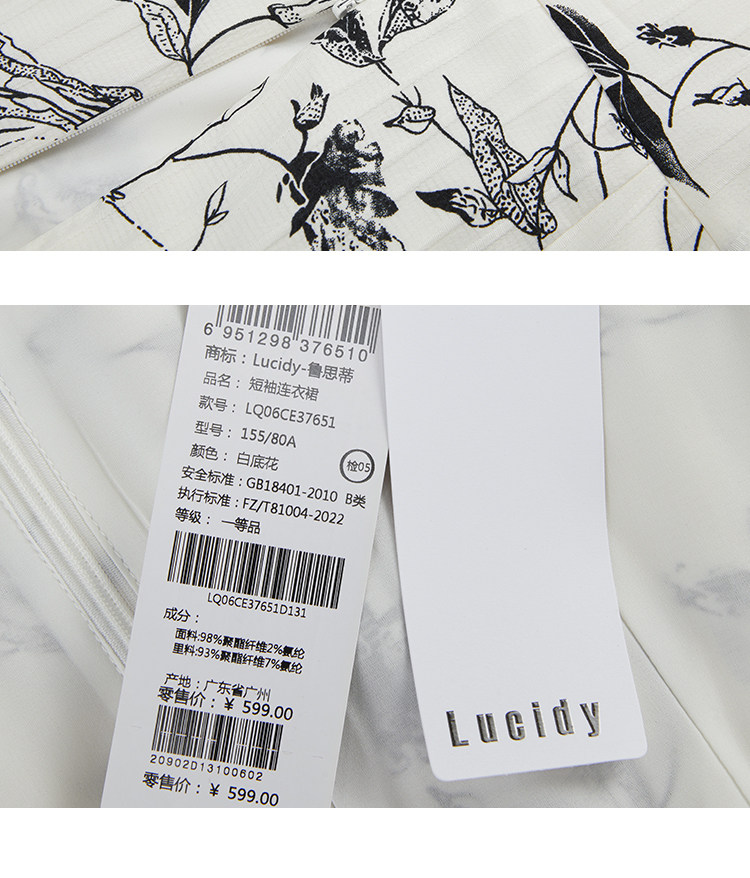 6 951298 376510
商标：Lucidy-鲁思蒂
品名：短袖连衣裙
款号：LQ06CE37651
型号：155/80A
颜色：白底花
检05
安全标准：GB18401-2010 B类
执行标准：FZ/T81004-2022
等级：一等品
LQ06CE37651D131
成分：
面料:98%聚酯纤维2%氨纶
里料:93%聚酯纤维7%氨纶
产地：广东省广州
零售价：¥ 599.00
20902D13100602
零售价：¥ 599.00
Lucidy